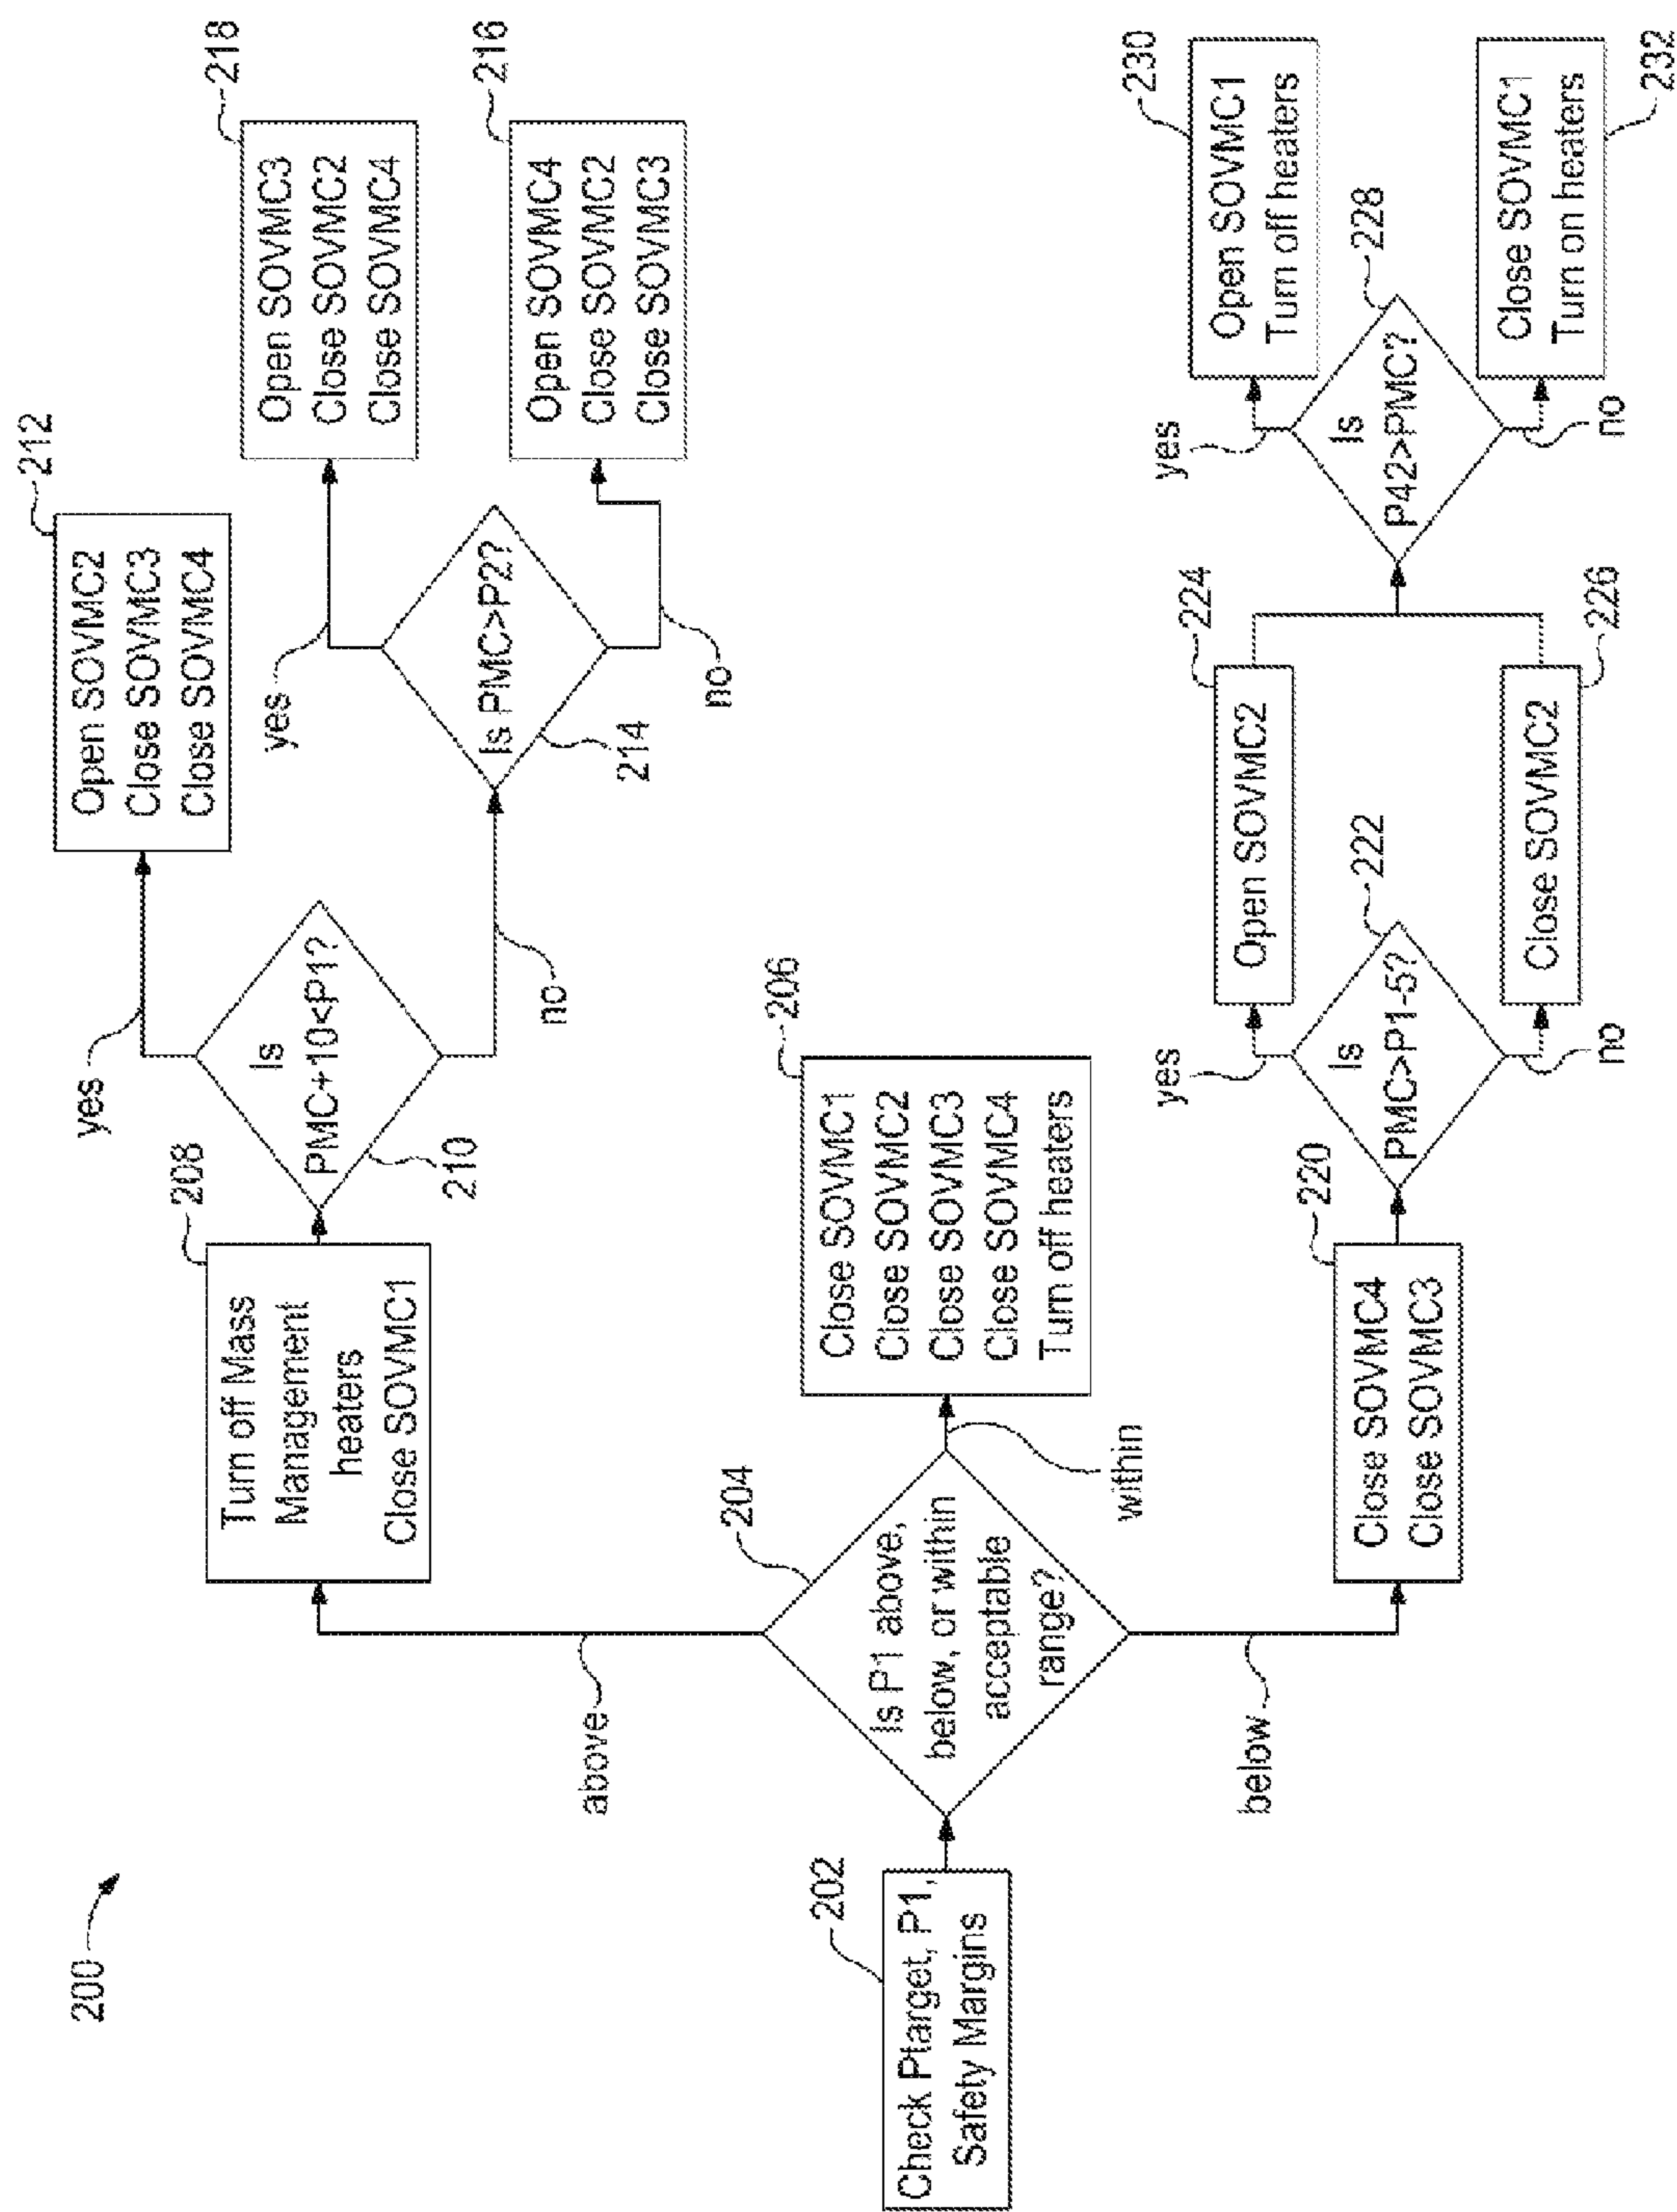 200
202
Check Ptarget, P1,
Safety Margins
204
Is P1 above,
below, or within
acceptable
range?
above
within
below
206
Close SOVMC1
Close SOVMC2
Close SOVMC3
Close SOVMC4
Turn off heaters
208
Turn off Mass
Management
heaters
Close SOVMC1
210
Is
PMC+10<P1?
yes
no
212
Open SOVMC2
Close SOVMC3
Close SOVMC4
214
Is PMC>P2?
yes
no
218
Open SOVMC3
Close SOVMC2
Close SOVMC4
216
Open SOVMC4
Close SOVMC2
Close SOVMC3
220
Close SOVMC4
Close SOVMC3
222
Is
PMC>P1-5?
yes
no
224
Open SOVMC2
226
Close SOVMC2
228
Is
P42>PMC?
yes
no
230
Open SOVMC1
Turn off heaters
232
Close SOVMC1
Turn on heaters